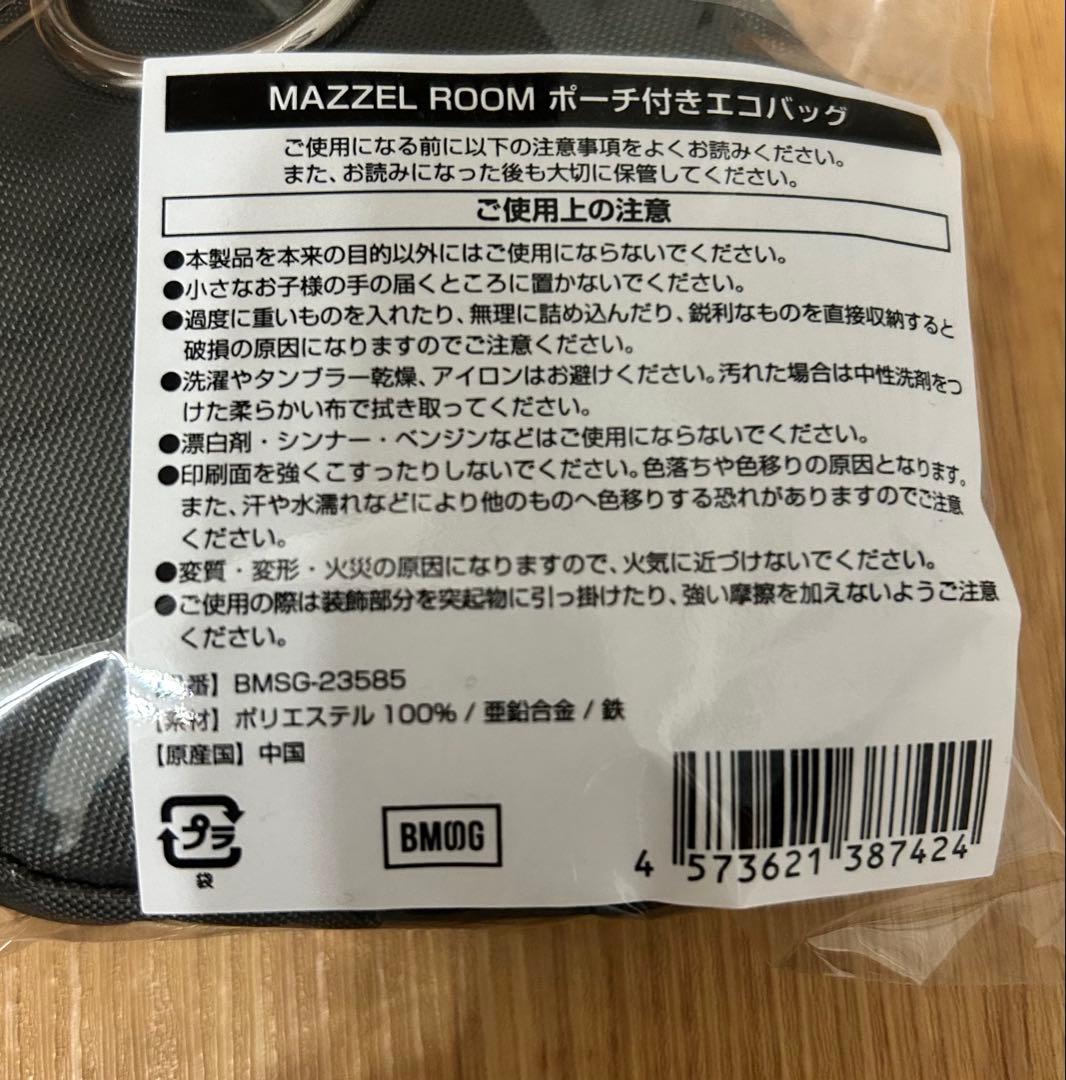 MAZZEL ROOM ポーチ付きエコバッグ
ご使用になる前に以下の注意事項をよくお読みください。
また、お読みになった後も大切に保管してください。
ご使用上の注意
●本製品を本来の目的以外にはご使用にならないでください。
●小さなお子様の手の届くところに置かないでください。
●過度に重いものを入れたり、無理に詰め込んだり、鋭利なものを直接収納すると
破損の原因になりますのでご注意ください。
●洗濯やタンブラー乾燥、アイロンはお避けください。汚れた場合は中性洗剤をつ
けた柔らかい布で拭き取ってください。
●漂白剤・シンナー・ベンジンなどはご使用にならないでください。
●印刷面を強くこすったりしないでください。色落ちや色移りの原因となります。
また、汗や水濡れなどにより他のものへ色移りする恐れがありますのでご注意
ください。
●変質・変形・火災の原因になりますので、火気に近づけないでください。
●ご使用の際は装飾部分を突起物に引っ掛けたり、強い摩擦を加えないようご注意
ください。
【品番】BMSG-23585
【素材】ポリエステル 100% / 亜鉛合金 / 鉄
【原産国】中国
プラ
袋
BMSG
4 573621 387424